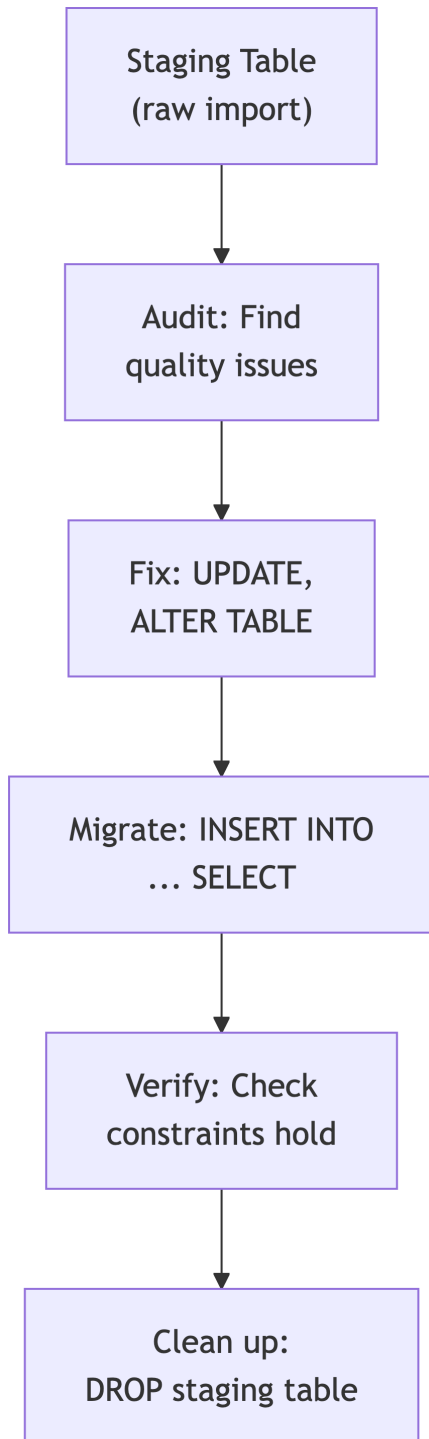 Staging Table
(raw import)
Audit: Find
quality issues
Fix: UPDATE,
ALTER TABLE
Migrate: INSERT INTO
... SELECT
Verify: Check
constraints hold
Clean up:
DROP staging table